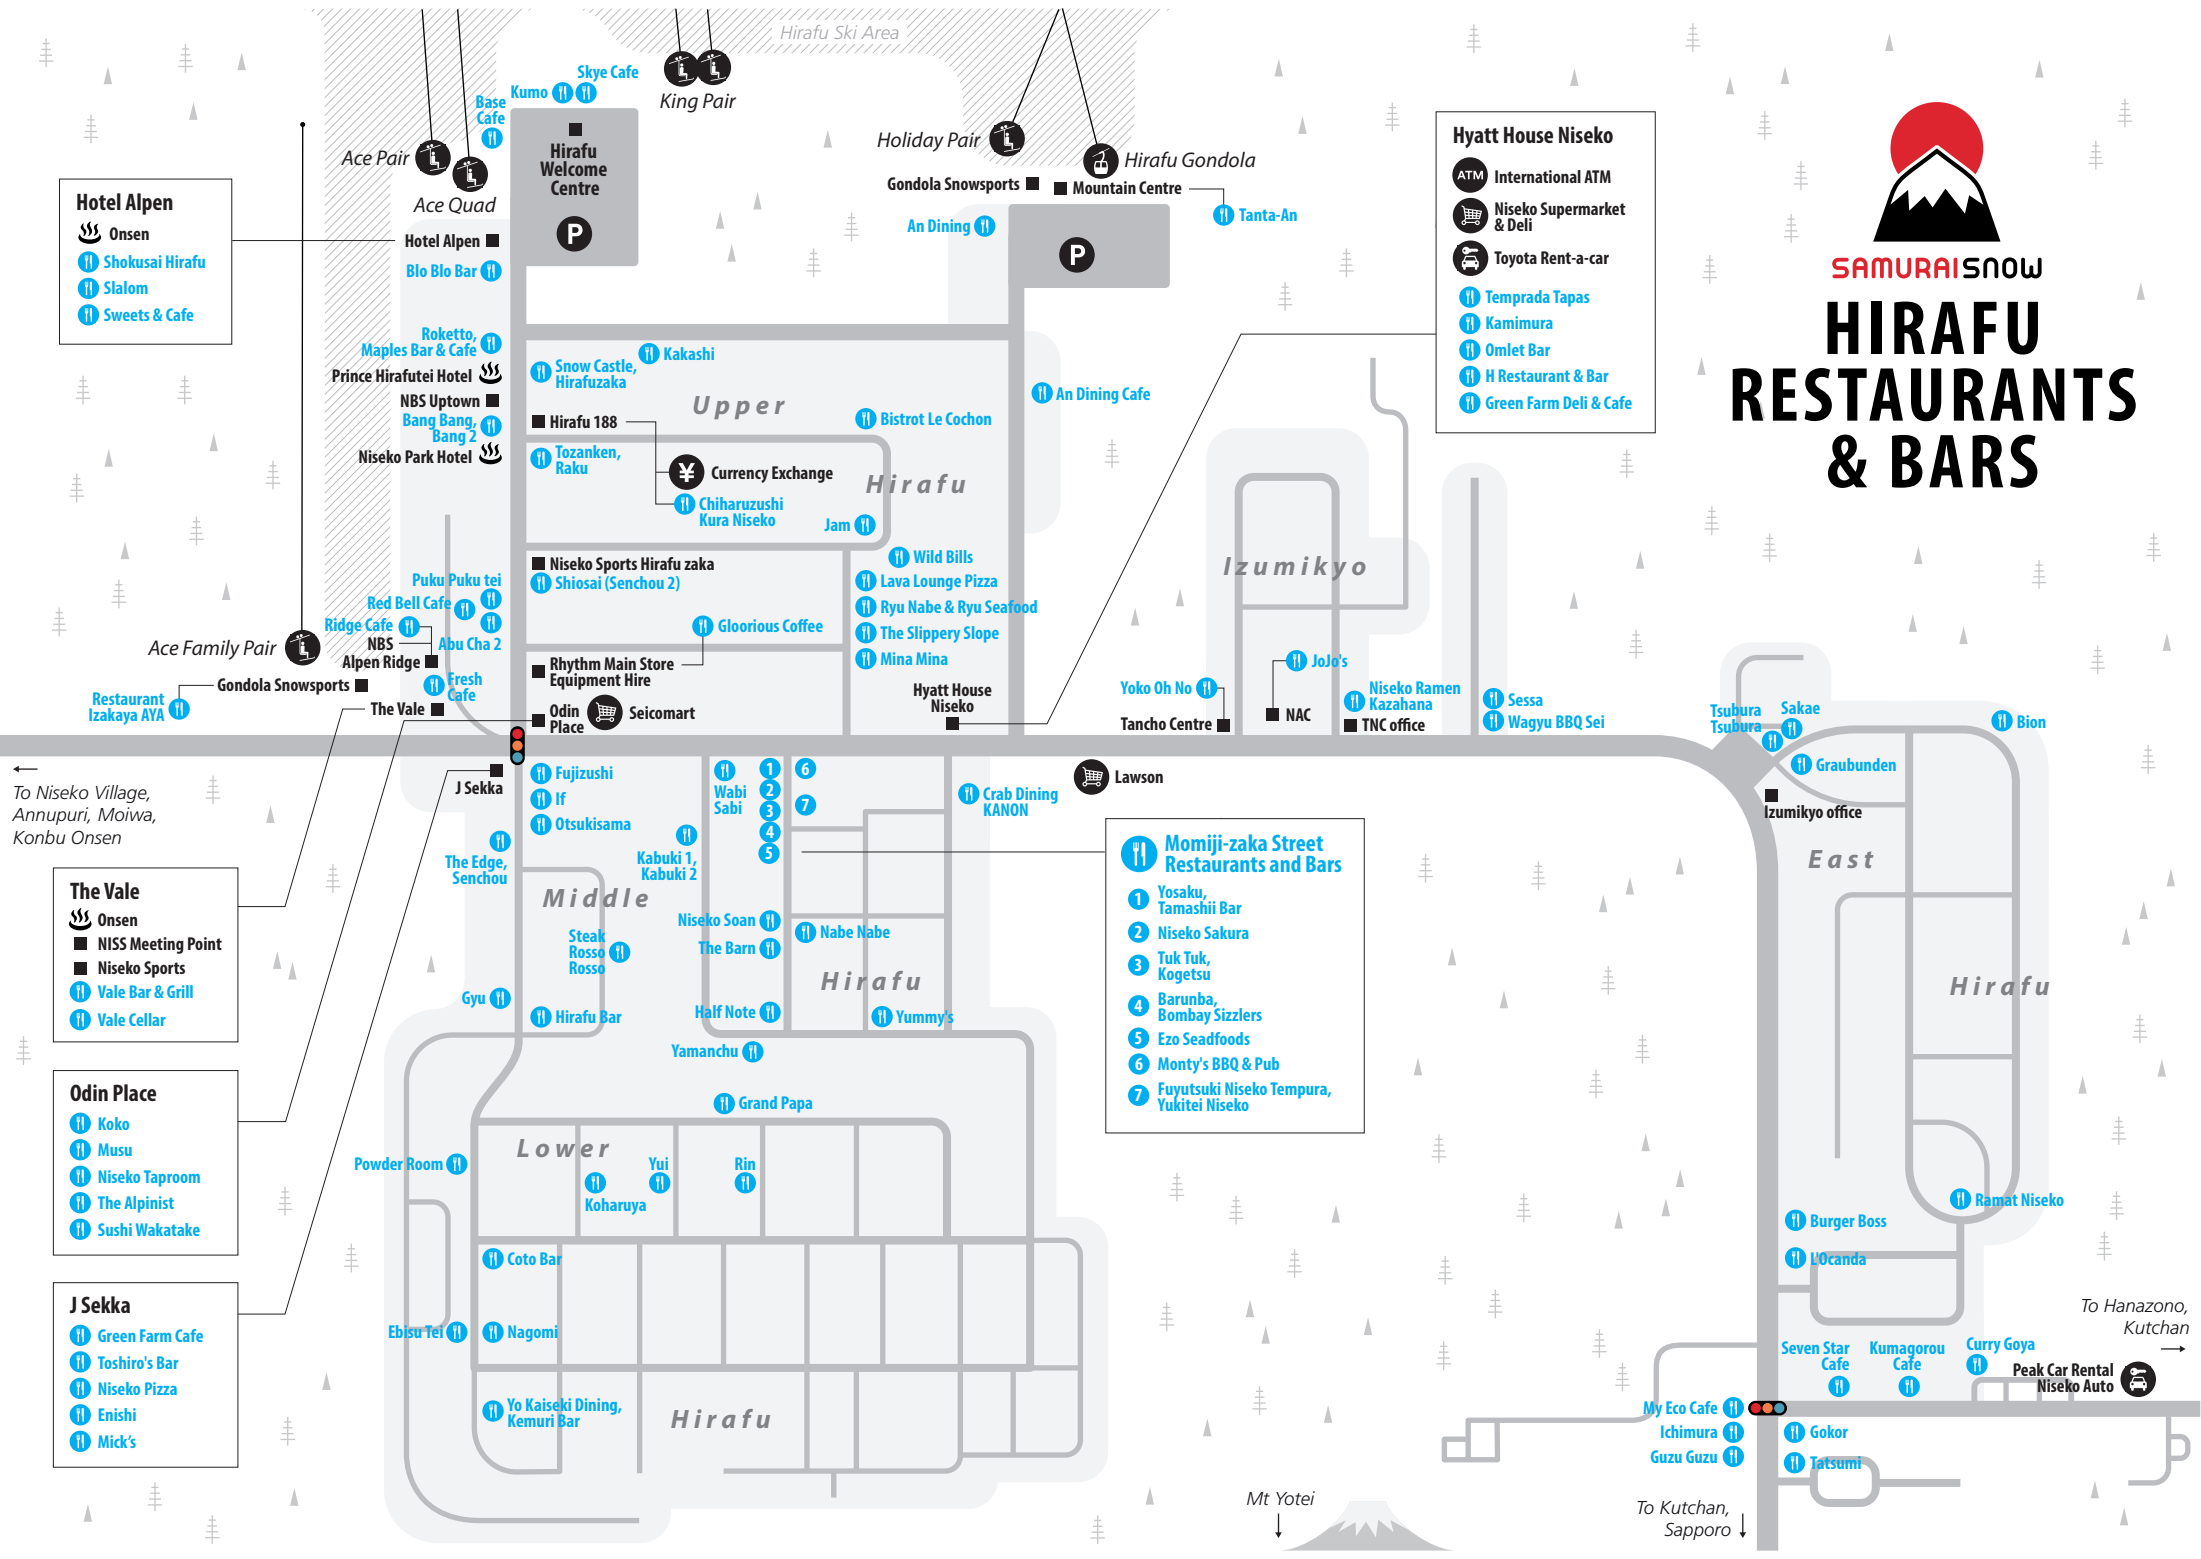 Hirafu Ski Area
Skye Cafe
Kumo
Base
Cafe
King Pair
Ace Pair
Ace Quad
Holiday Pair
Hirafu Gondola
Hirafu
Welcome
Centre
P
Gondola Snowsports
Mountain Centre
An Dining
Tanta-An
P
Hotel Alpen
Onsen
Shokusai Hirafu
Slalom
Sweets & Cafe
Hotel Alpen
Blo Blo Bar
Roketto,
Maples Bar & Cafe
Prince Hirafutei Hotel
NBS Uptown
Bang Bang,
Bang 2
Niseko Park Hotel
Snow Castle,
Hirafuzaka
Kakashi
Upper
Hirafu
Hirafu 188
Bistrot Le Cochon
An Dining Cafe
Tozanken,
Raku
¥
Currency Exchange
Chiharuzushi
Kura Niseko
Jam
Hyatt House Niseko
ATM
International ATM
Niseko Supermarket
& Deli
Toyota Rent-a-car
Temprada Tapas
Kamimura
Omlet Bar
H Restaurant & Bar
Green Farm Deli & Cafe
SAMURAISNOW
HIRAFU
RESTAURANTS
& BARS
Niseko Sports Hirafu zaka
Shiosai (Senchou 2)
Wild Bills
Lava Lounge Pizza
Ryu Nabe & Ryu Seafood
The Slippery Slope
Mina Mina
Puku Puku tei
Red Bell Cafe
Ridge Cafe
NBS
Abu Cha 2
Alpen Ridge
Ace Family Pair
Gondola Snowsports
Fresh
Cafe
The Vale
Restaurant
Izakaya AYA
Gloorious Coffee
Rhythm Main Store
Equipment Hire
Odin
Place
Seicomart
Hyatt House
Niseko
Izumikyo
Yoko Oh No
Tancho Centre
JoJo's
NAC
Niseko Ramen
Kazahana
TNC office
Sessa
Wagyu BBQ Sei
Tsubura
Tsubura
Sakae
Bion
Graubunden
Izumikyo office
East
Hirafu
To Niseko Village,
Annupuri, Moiwa,
Konbu Onsen
J Sekka
Fujizushi
If
Otsukisama
The Edge,
Senchou
Wabi
Sabi
Kabuki 1,
Kabuki 2
1
2
3
4
5
6
7
Crab Dining
KANON
Lawson
Momiji-zaka Street
Restaurants and Bars
1 Yosaku,
Tamashii Bar
2 Niseko Sakura
3 Tuk Tuk,
Kogetsu
4 Barunba,
Bombay Sizzlers
5 Ezo Seadfoods
6 Monty's BBQ & Pub
7 Fuyutsuki Niseko Tempura,
Yukitei Niseko
Middle
Hirafu
Steak
Rosso
Rosso
Niseko Soan
The Barn
Nabe Nabe
Gyu
Hirafu Bar
Half Note
Yummy's
Yamanchu
The Vale
Onsen
NISS Meeting Point
Niseko Sports
Vale Bar & Grill
Vale Cellar
Odin Place
Koko
Musu
Niseko Taproom
The Alpinist
Sushi Wakatake
J Sekka
Green Farm Cafe
Toshiro's Bar
Niseko Pizza
Enishi
Mick's
Grand Papa
Lower
Hirafu
Powder Room
Koharuya
Yui
Rin
Coto Bar
Ebisu Tei
Nagomi
Yo Kaiseki Dining,
Kemuri Bar
Ramat Niseko
Burger Boss
L'Ocanda
To Hanazono,
Kutchan
Seven Star
Cafe
Kumagorou
Cafe
Curry Goya
Peak Car Rental
Niseko Auto
My Eco Cafe
Ichimura
Guzu Guzu
Gokor
Tatsumi
Mt Yotei
To Kutchan,
Sapporo